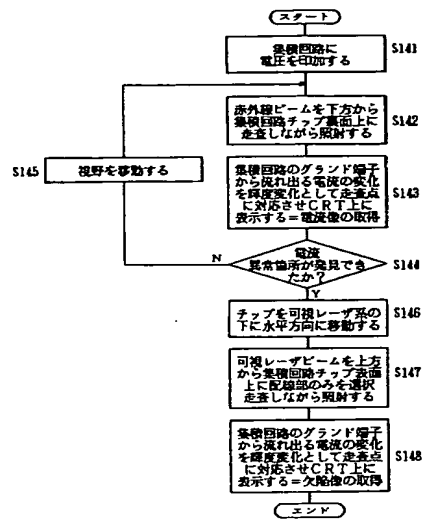 スタート
集積回路に
電圧を印加する
S141
赤外線ビームを下方から
集積回路チップ裏面上に
走査しながら照射する
S142
S145
視野を移動する
集積回路のグランド端子
から流れ出る電流の変化
を輝度変化として走査点
に対応させCRT上に
表示する=電流像の取得
S143
N
電流
異常箇所が発見でき
たか?
S144
Y
チップを可視レーザ系の
下に水平方向に移動する
S146
可視レーザビームを上方
から集積回路チップ表面
上に配線部のみを選択
走査しながら照射する
S147
集積回路のグランド端子
から流れ出る電流の変化
を輝度変化として走査点
に対応させCRT上に
表示する=欠陥像の取得
S148
エンド